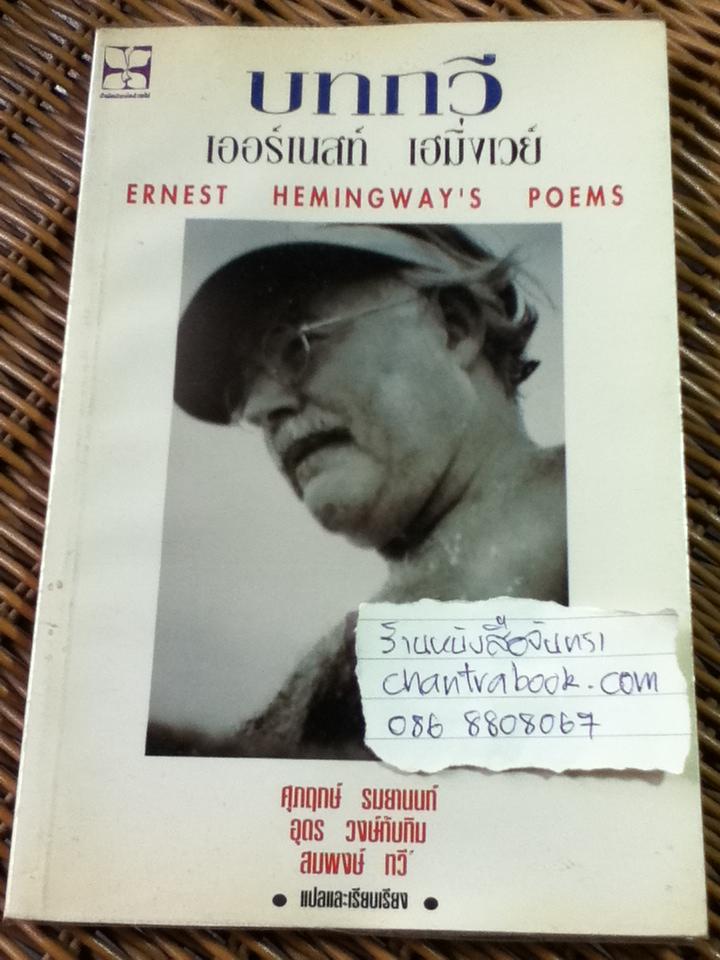 บทกวี
เออร์เนสท์ เฮมิ่งเวย์
ERNEST HEMINGWAY'S POEMS
ร้านหนังสือจันทรา
chantrabook.com
086 8808067
ศุภฤกษ์ รมยานนท์
อุดร วงษ์ทับทิม
สมพงษ์ ทวี'
• แปลและเรียบเรียง •